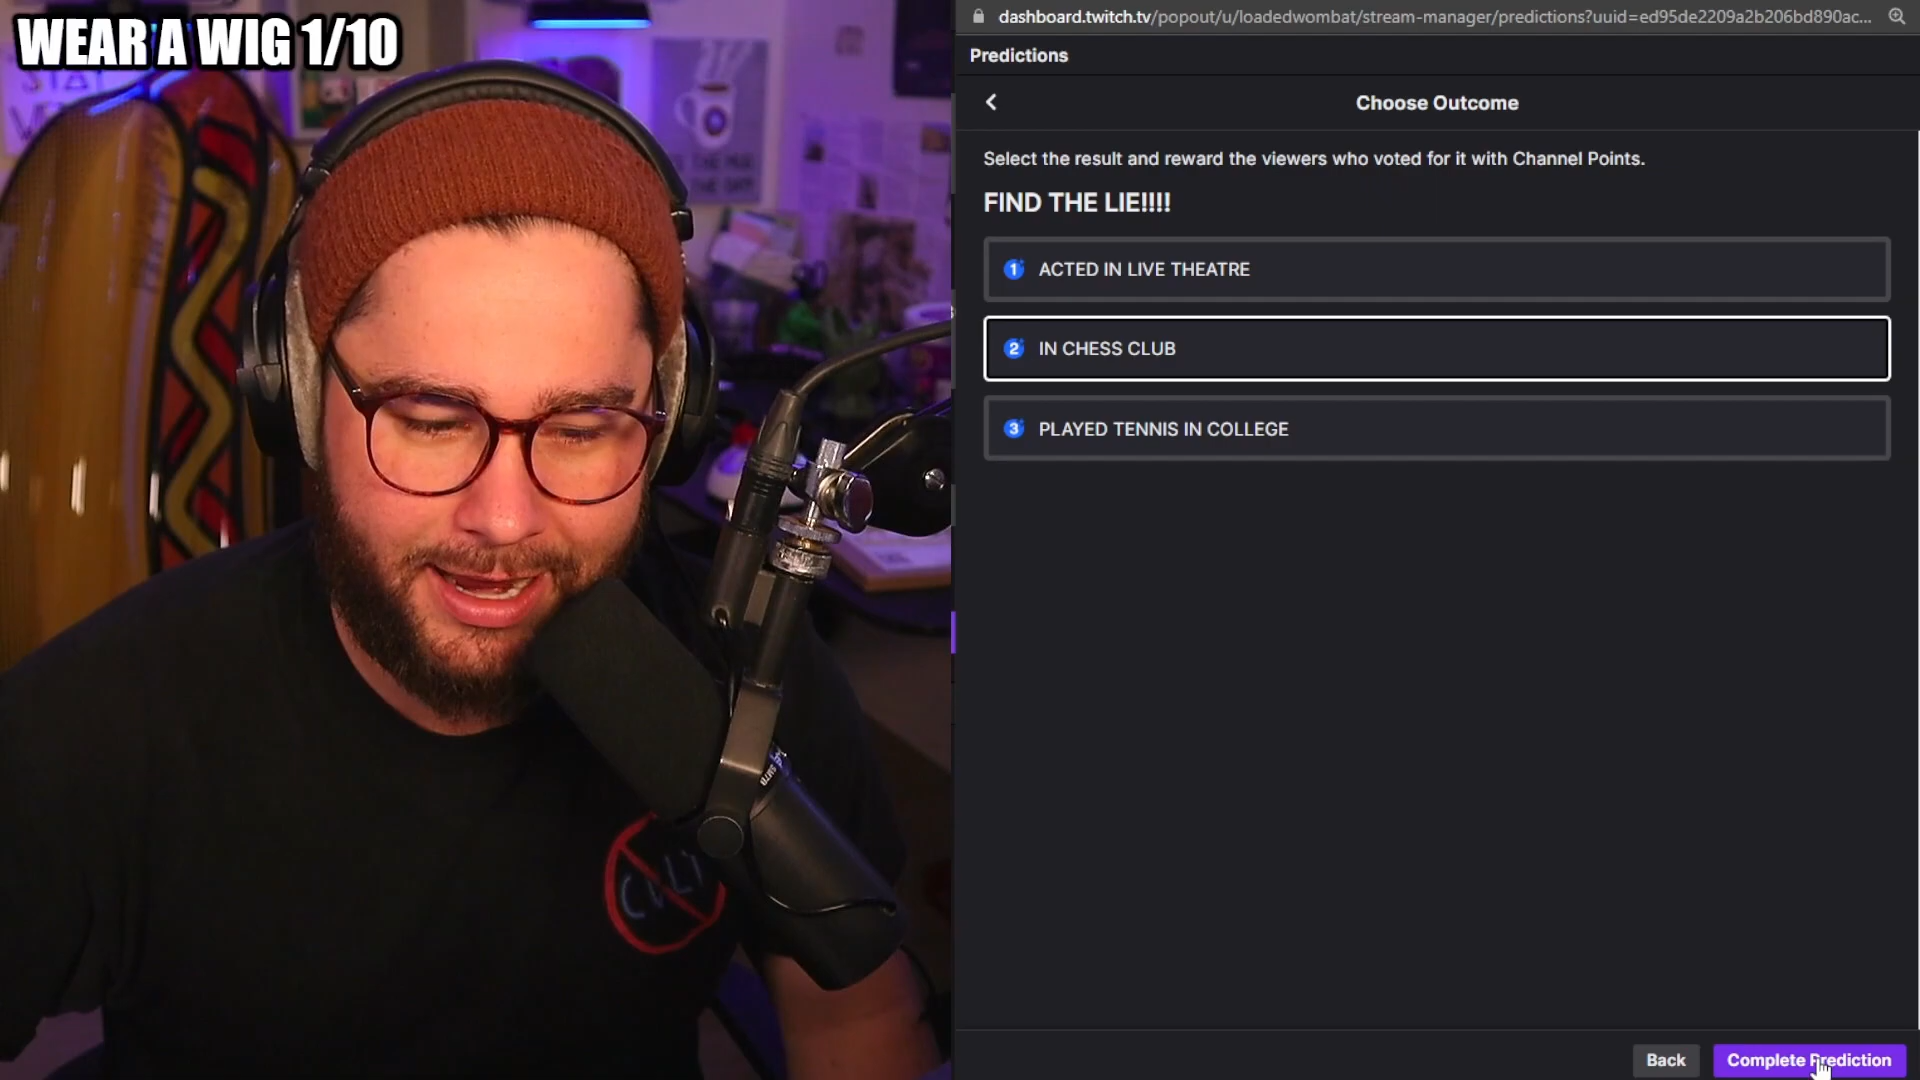 WEAR A WIG 1/10
dashboard.twitch.tv/popout/u/loadedwombat/stream-manager/predictions?uuid=ed95de2209a2b206bd890ac...
Predictions
Choose Outcome
Select the result and reward the viewers who voted for it with Channel Points.
FIND THE LIE!!!!
1 ACTED IN LIVE THEATRE
2 IN CHESS CLUB
3 PLAYED TENNIS IN COLLEGE
Back
Complete Prediction
CULT
SM7B